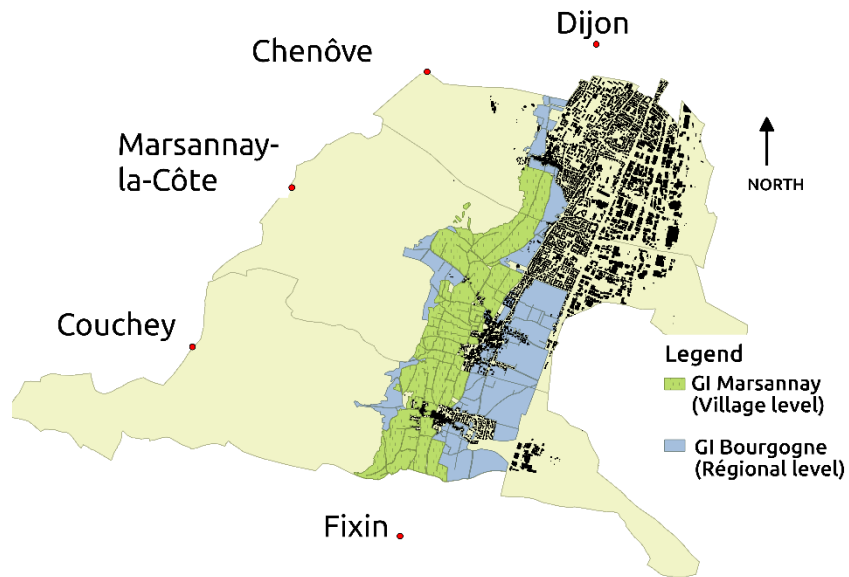 Dijon
Chenôve
Marsannay-
la-Côte
NORTH
Couchey
Legend
GI Marsannay
(Village level)
GI Bourgogne
(Régional level)
Fixin